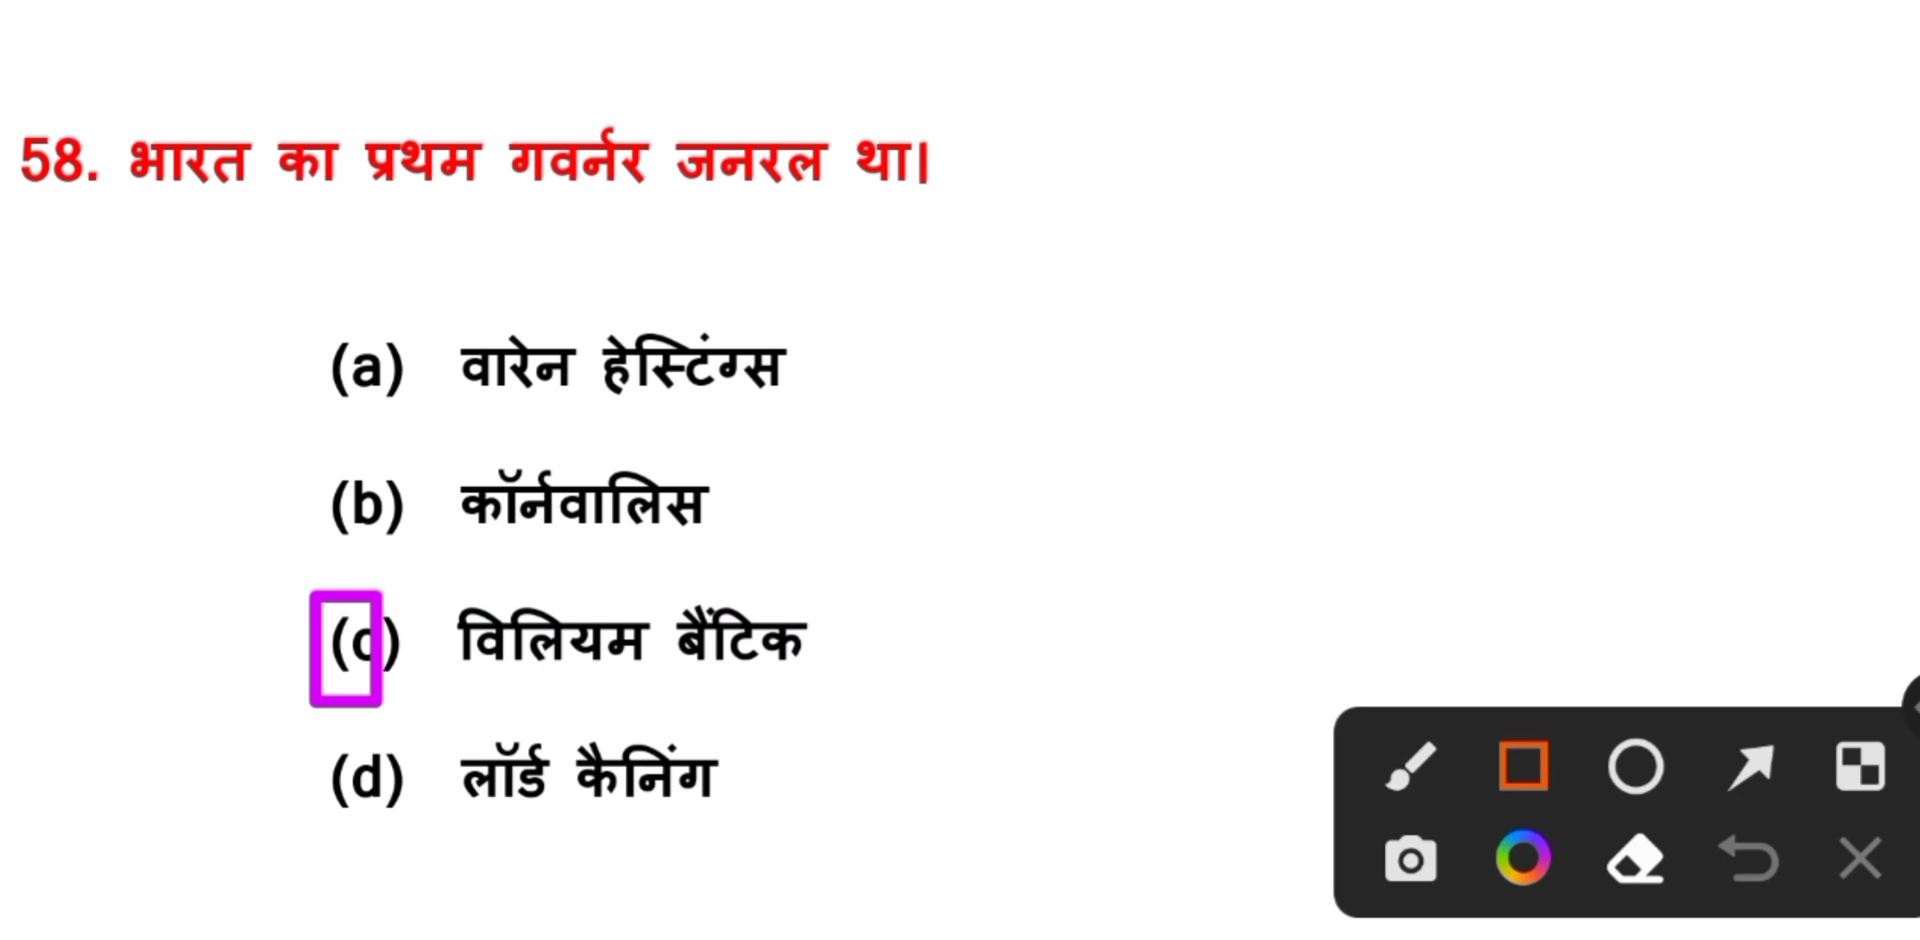 58. भारत का प्रथम गवर्नर जनरल था।
(a) वारेन हेस्टिंग्स
(b) कॉर्नवालिस
(c) विलियम बैंटिक
(d) लॉर्ड कैनिंग